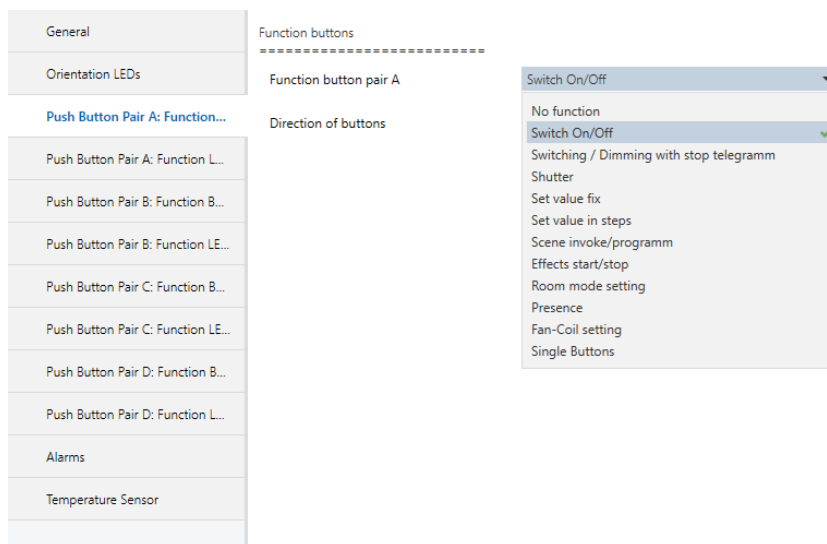 General
Orientation LEDs
Push Button Pair A: Function...
Push Button Pair A: Function L...
Push Button Pair B: Function B...
Push Button Pair B: Function LE...
Push Button Pair C: Function B...
Push Button Pair C: Function LE...
Push Button Pair D: Function B...
Push Button Pair D: Function L...
Alarms
Temperature Sensor
Function buttons
==========================
Function button pair A
Switch On/Off
Direction of buttons
No function
Switch On/Off
Switching / Dimming with stop telegramm
Shutter
Set value fix
Set value in steps
Scene invoke/programm
Effects start/stop
Room mode setting
Presence
Fan-Coil setting
Single Buttons